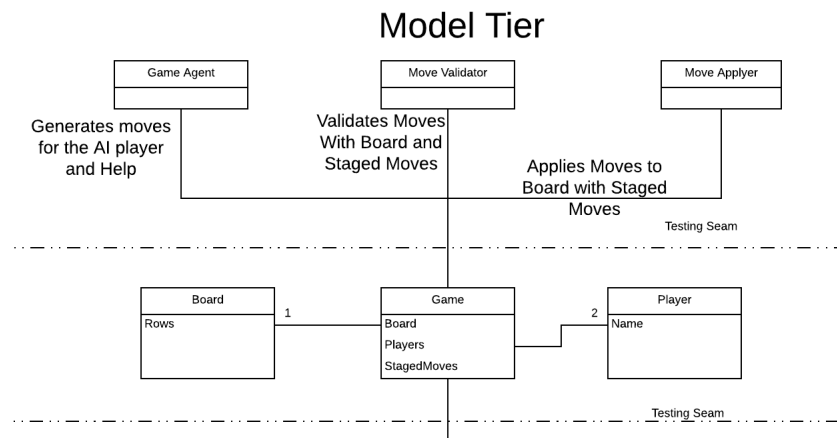 Model Tier
Game Agent
Move Validator
Move Applyer
Generates moves
for the AI player
and Help
Validates Moves
With Board and
Staged Moves
Applies Moves to
Board with Staged
Moves
Testing Seam
Board
Rows
1
Game
Board
Players
StagedMoves
2
Player
Name
Testing Seam